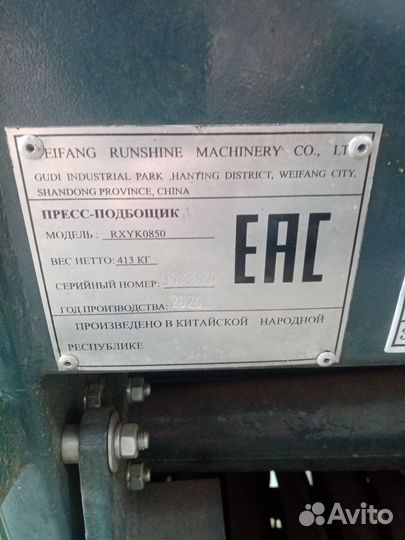 EIFANG RUNSHINE MACHINERY CO., LT
GUDI INDUSTRIAL PARK ,HANTING DISTRICT, WEIFANG CITY,
SHANDONG PROVINCE, CHINA
ПРЕСС-ПОДБОЩИК
МОДЕЛЬ : RXYK0850
ВЕС НЕТТО: 413 КГ
СЕРИЙНЫЙ НОМЕР:
ГОД ПРОИЗВОДСТВА:
ПРОИЗВЕДЕНО В КИТАЙСКОЙ НАРОДНОЙ
РЕСПУБЛИКЕ
EAC
Avito